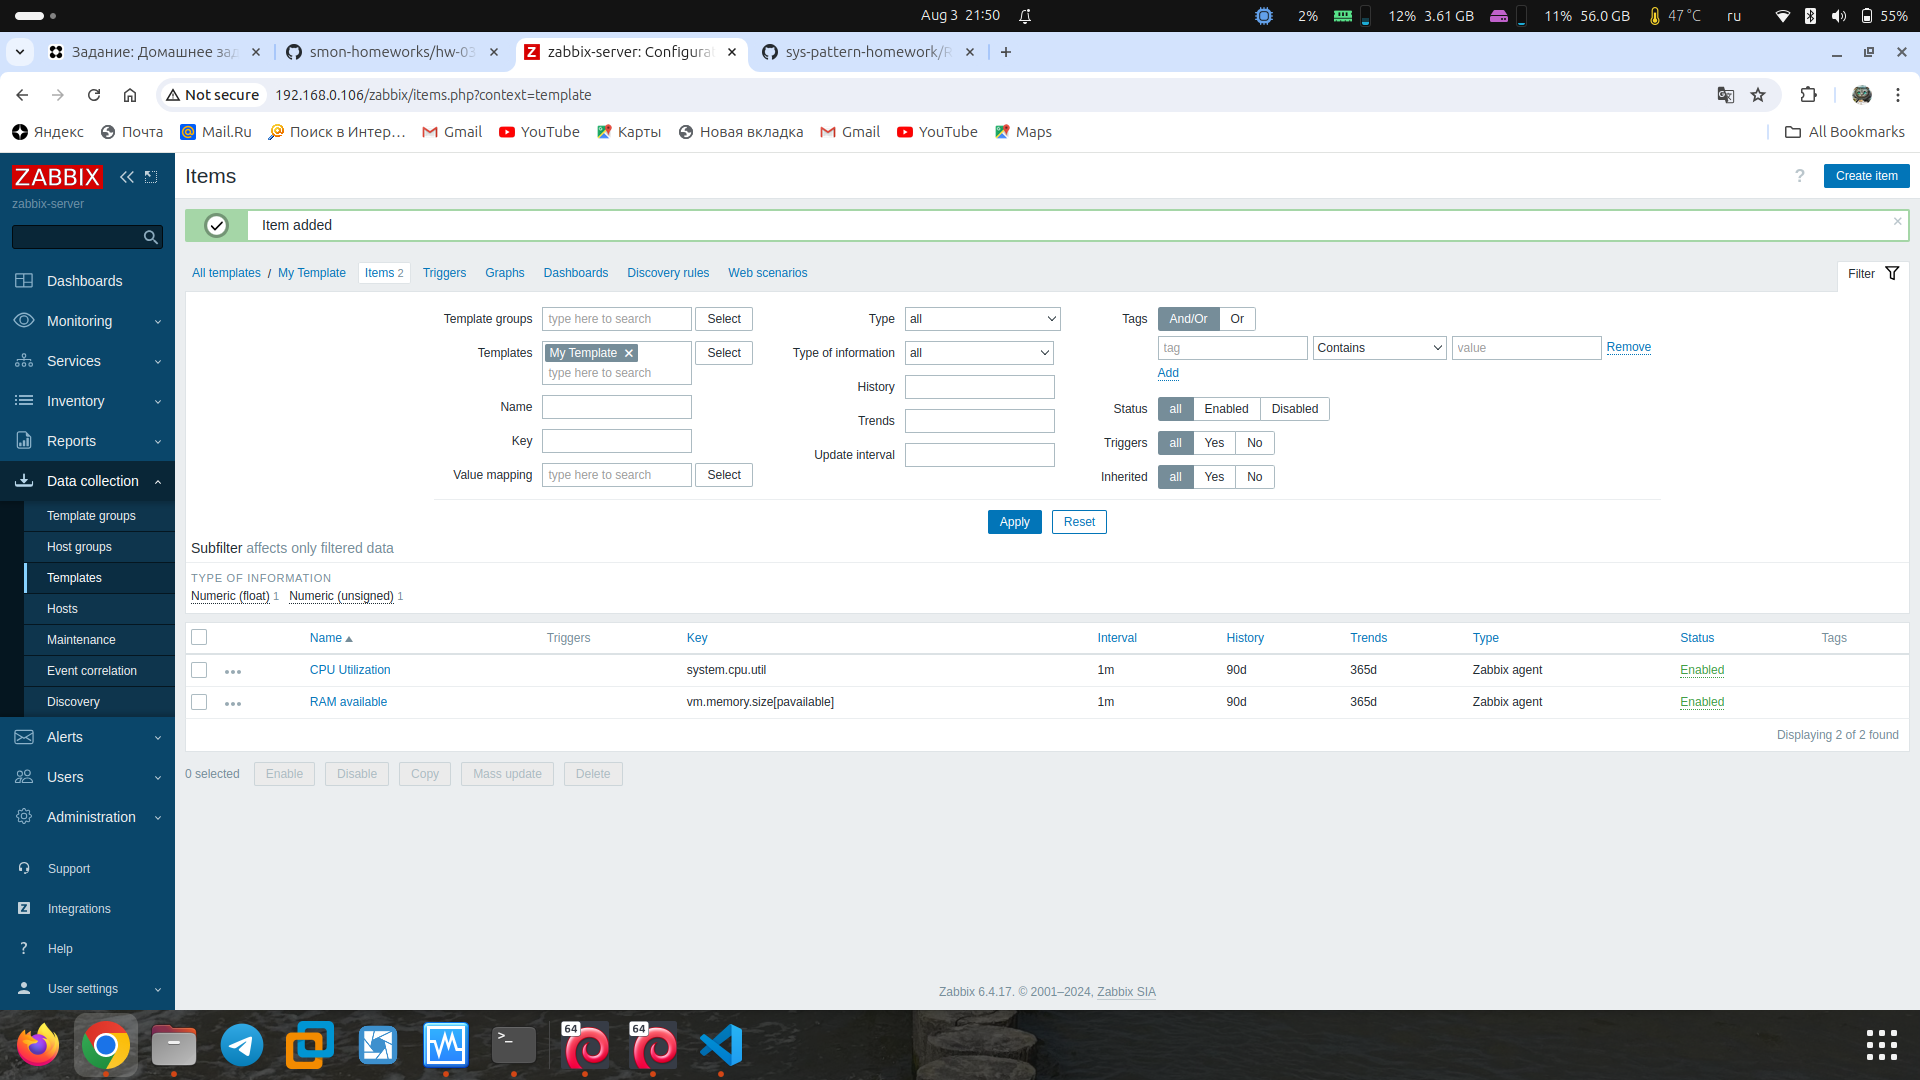 Aug 3 21:50
2% 12% 3.61 GB 11% 56.0 GB 47°C ru 55%
Задание: Домашнее зад
smon-homeworks/hw-03
zabbix-server: Configura
sys-pattern-homework/R
Not secure 192.168.0.106/zabbix/items.php?context=template
Яндекс Почта Mail.Ru Поиск в Интер… Gmail YouTube Карты Новая вкладка Gmail YouTube Maps All Bookmarks
ZABBIX
zabbix-server
Dashboards
Monitoring
Services
Inventory
Reports
Data collection
Template groups
Host groups
Templates
Hosts
Maintenance
Event correlation
Discovery
Alerts
Users
Administration
Support
Integrations
Help
User settings
Items
? Create item
Item added
All templates / My Template Items 2 Triggers Graphs Dashboards Discovery rules Web scenarios
Filter
Template groups type here to search Select
Templates My Template Select
type here to search
Name
Key
Value mapping type here to search Select
Type all
Type of information all
History
Trends
Update interval
Tags And/Or Or
tag Contains value Remove
Add
Status all Enabled Disabled
Triggers all Yes No
Inherited all Yes No
Apply Reset
Subfilter affects only filtered data
TYPE OF INFORMATION
Numeric (float) 1 Numeric (unsigned) 1
Name Triggers Key Interval History Trends Type Status Tags
CPU Utilization system.cpu.util 1m 90d 365d Zabbix agent Enabled
RAM available vm.memory.size[pavailable] 1m 90d 365d Zabbix agent Enabled
Displaying 2 of 2 found
0 selected Enable Disable Copy Mass update Delete
Zabbix 6.4.17. © 2001–2024, Zabbix SIA
64
64